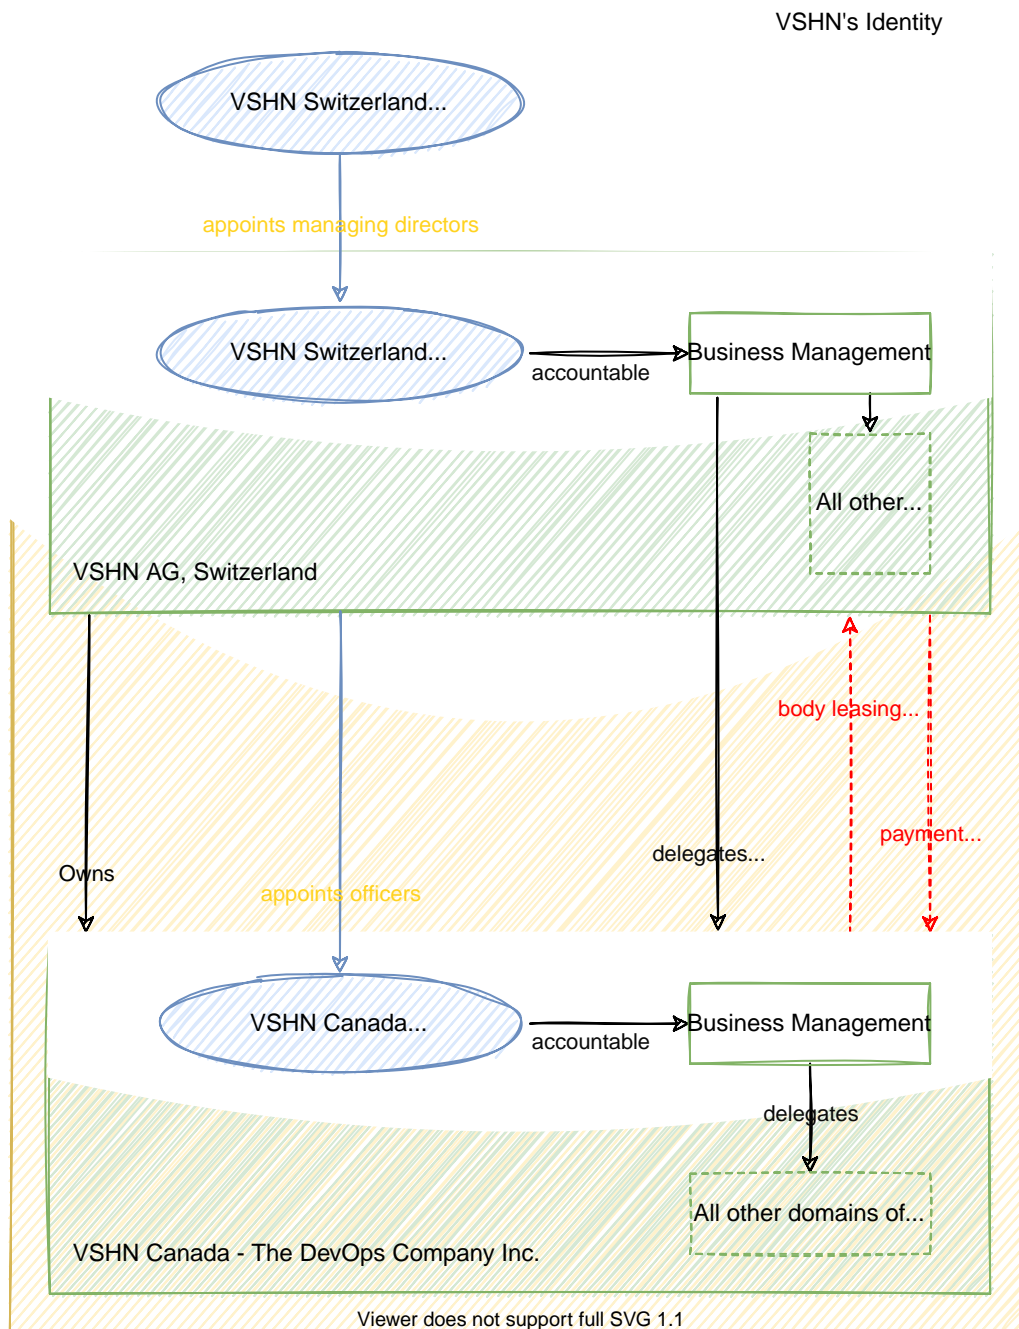 VSHN's Identity
VSHN Switzerland...
appoints managing directors
VSHN Switzerland...
accountable
Business Management
All other...
VSHN AG, Switzerland
body leasing...
payment...
delegates...
Owns
appoints officers
VSHN Canada...
accountable
Business Management
delegates
All other domains of...
VSHN Canada - The DevOps Company Inc.
Viewer does not support full SVG 1.1